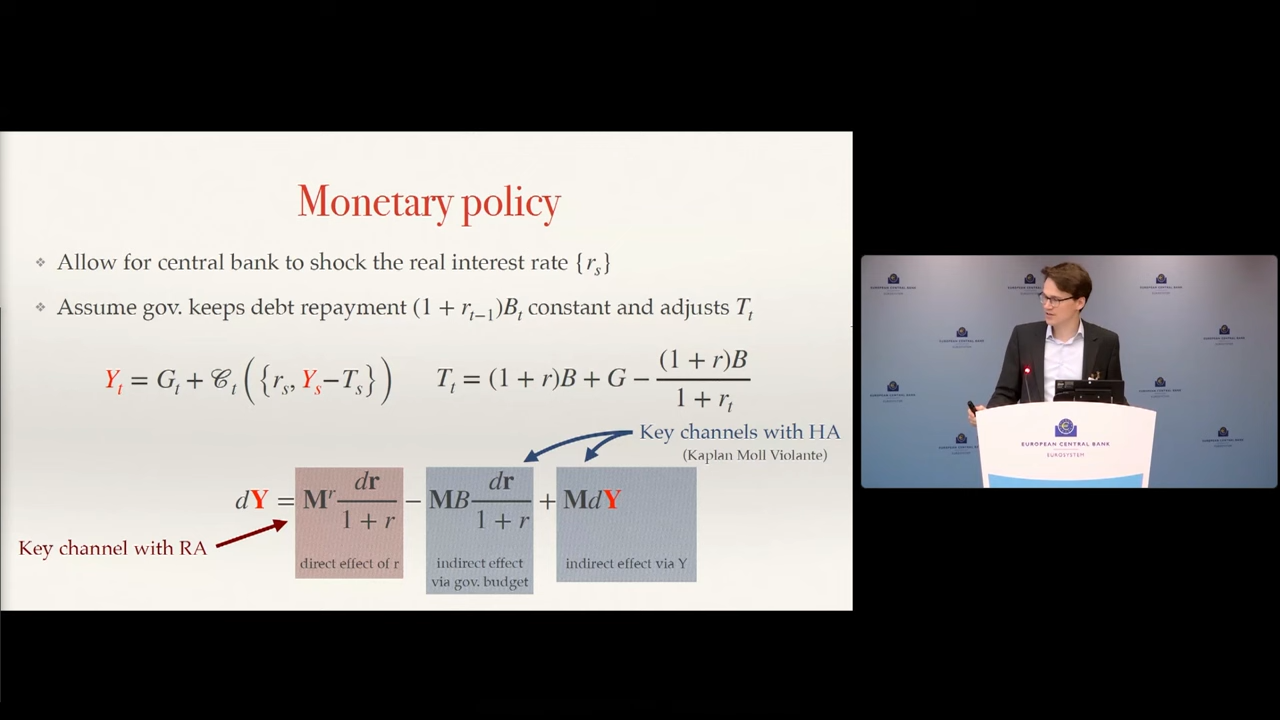 Monetary policy
❖ Allow for central bank to shock the real interest rate {r_s}
❖ Assume gov. keeps debt repayment (1 + r_{t−1})B_t constant and adjusts T_t
Y_t = G_t + 𝒞_t ({r_s, Y_s−T_s})    T_t = (1 + r)B + G − (1 + r)B / (1 + r_t)
Key channels with HA
(Kaplan Moll Violante)
dY = M^r dr / (1 + r) − MB dr / (1 + r) + MdY
Key channel with RA
direct effect of r
indirect effect
via gov. budget
indirect effect via Y
EUROPEAN CENTRAL BANK
EUROSYSTEM